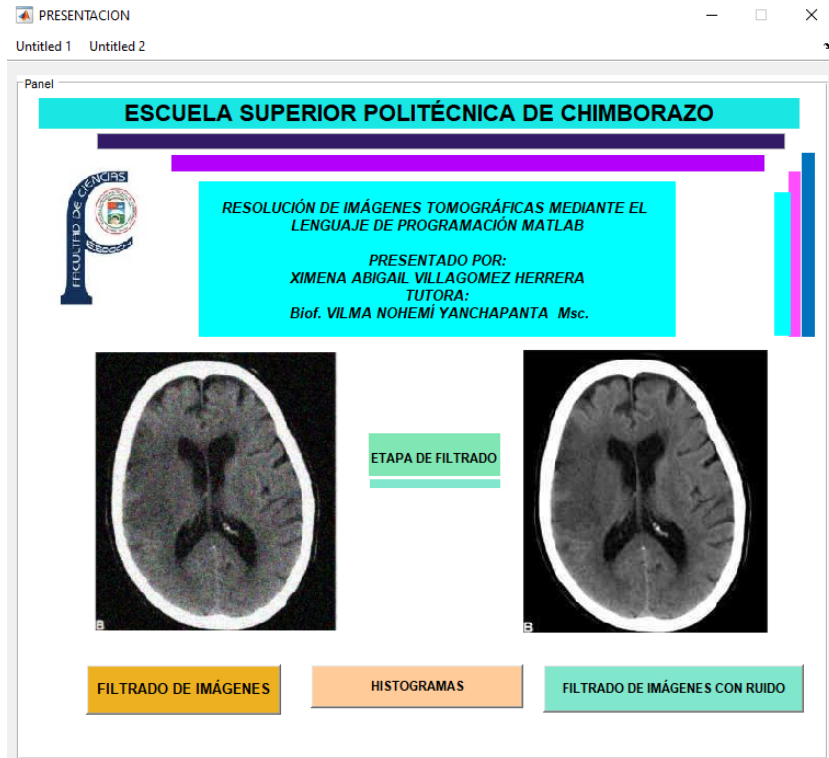 PRESENTACION
Untitled 1 Untitled 2
Panel
ESCUELA SUPERIOR POLITÉCNICA DE CHIMBORAZO
FACULTAD DE CIENCIAS
ESPOCH
RESOLUCIÓN DE IMÁGENES TOMOGRÁFICAS MEDIANTE EL
LENGUAJE DE PROGRAMACIÓN MATLAB
PRESENTADO POR:
XIMENA ABIGAIL VILLAGOMEZ HERRERA
TUTORA:
Biof. VILMA NOHEMÍ YANCHAPANTA Msc.
ETAPA DE FILTRADO
B
B
FILTRADO DE IMÁGENES
HISTOGRAMAS
FILTRADO DE IMÁGENES CON RUIDO